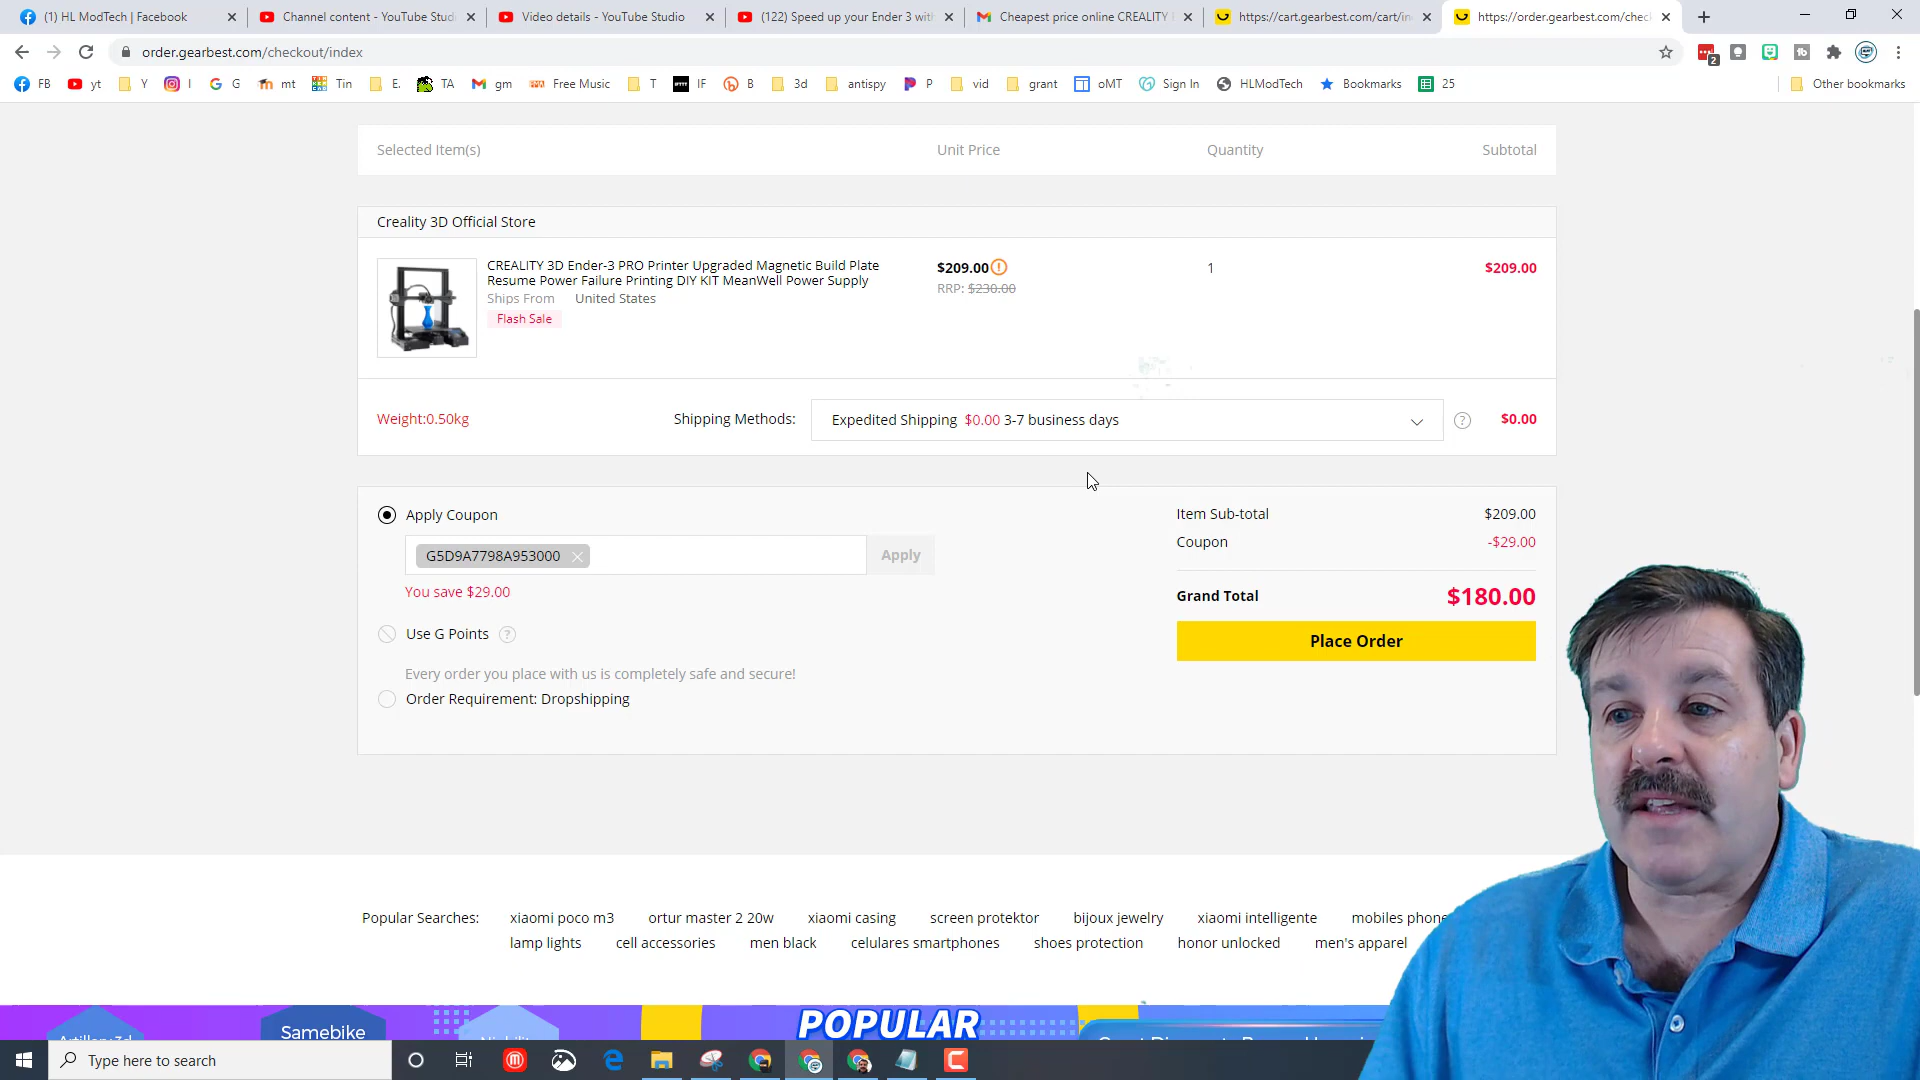 (1) HL ModTech | Facebook
Channel content - YouTube Studi
Video details - YouTube Studio
(122) Speed up your Ender 3 with
Cheapest price online CREALITY
https://cart.gearbest.com/cart/in
https://order.gearbest.com/check
order.gearbest.com/checkout/index
2
FB yt Y I G mt Tin E. TA gm Free Music T IF B 3d antispy P vid grant oMT Sign In HLModTech Bookmarks 25 Other bookmarks
Selected Item(s) Unit Price Quantity Subtotal
Creality 3D Official Store
CREALITY 3D Ender-3 PRO Printer Upgraded Magnetic Build Plate $209.00 1 $209.00
Resume Power Failure Printing DIY KIT MeanWell Power Supply RRP: $230.00
Ships From United States
Flash Sale
Weight:0.50kg Shipping Methods: Expedited Shipping $0.00 3-7 business days ? $0.00
Apply Coupon
G5D9A7798A953000 Apply
You save $29.00
Use G Points ?
Every order you place with us is completely safe and secure!
Order Requirement: Dropshipping
Item Sub-total $209.00
Coupon -$29.00
Grand Total $180.00
Place Order
Popular Searches: xiaomi poco m3 ortur master 2 20w xiaomi casing screen protektor bijoux jewelry xiaomi intelligente mobiles phone
lamp lights cell accessories men black celulares smartphones shoes protection honor unlocked men's apparel
Samebike
POPULAR
Type here to search